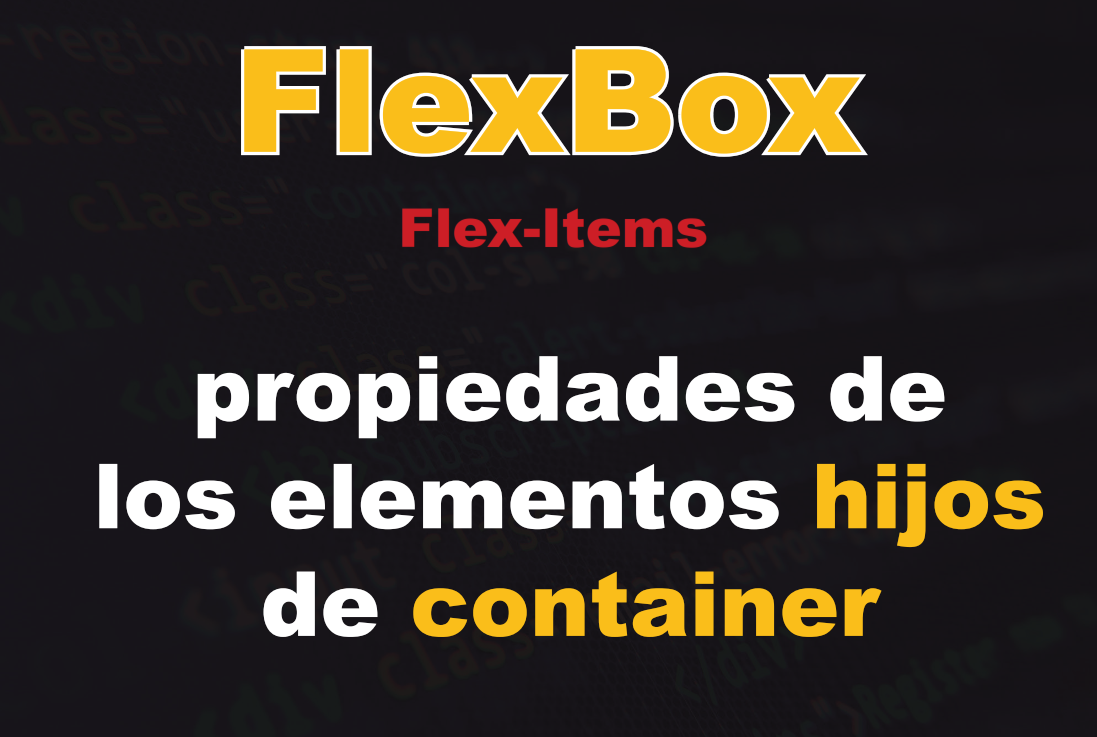 FlexBox
Flex-Items
propiedades de
los elementos hijos
de container